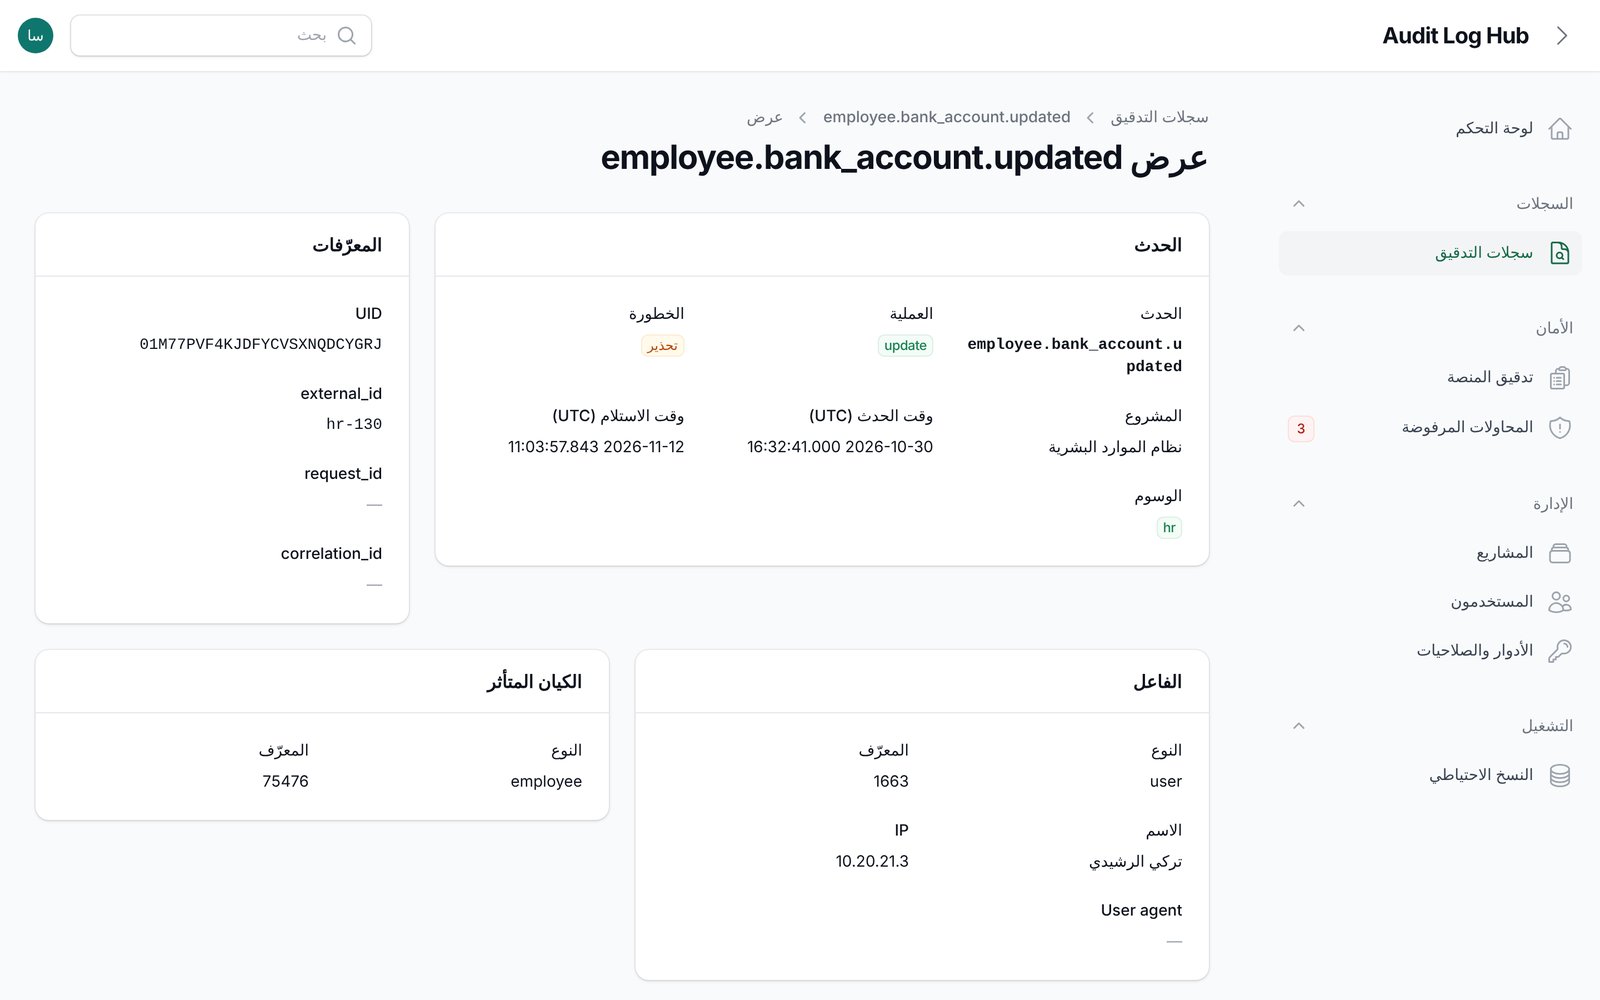 Audit Log Hub
بحث
سا
لوحة التحكم
السجلات
سجلات التدقيق
الأمان
تدقيق المنصة
المحاولات المرفوضة
3
الإدارة
المشاريع
المستخدمون
الأدوار والصلاحيات
التشغيل
النسخ الاحتياطي
سجلات التدقيق
employee.bank_account.updated
عرض
عرض employee.bank_account.updated
الحدث
الحدث
employee.bank_account.u
pdated
العملية
update
الخطورة
تحذير
المشروع
نظام الموارد البشرية
وقت الحدث (UTC)
2026-10-30 16:32:41.000
وقت الاستلام (UTC)
2026-11-12 11:03:57.843
الوسوم
hr
المعرّفات
UID
01M77PVF4KJDFYCVSXNQDCYGRJ
external_id
hr-130
request_id
—
correlation_id
—
الفاعل
النوع
user
المعرّف
1663
الاسم
تركي الرشيدي
IP
10.20.21.3
User agent
—
الكيان المتأثر
النوع
employee
المعرّف
75476